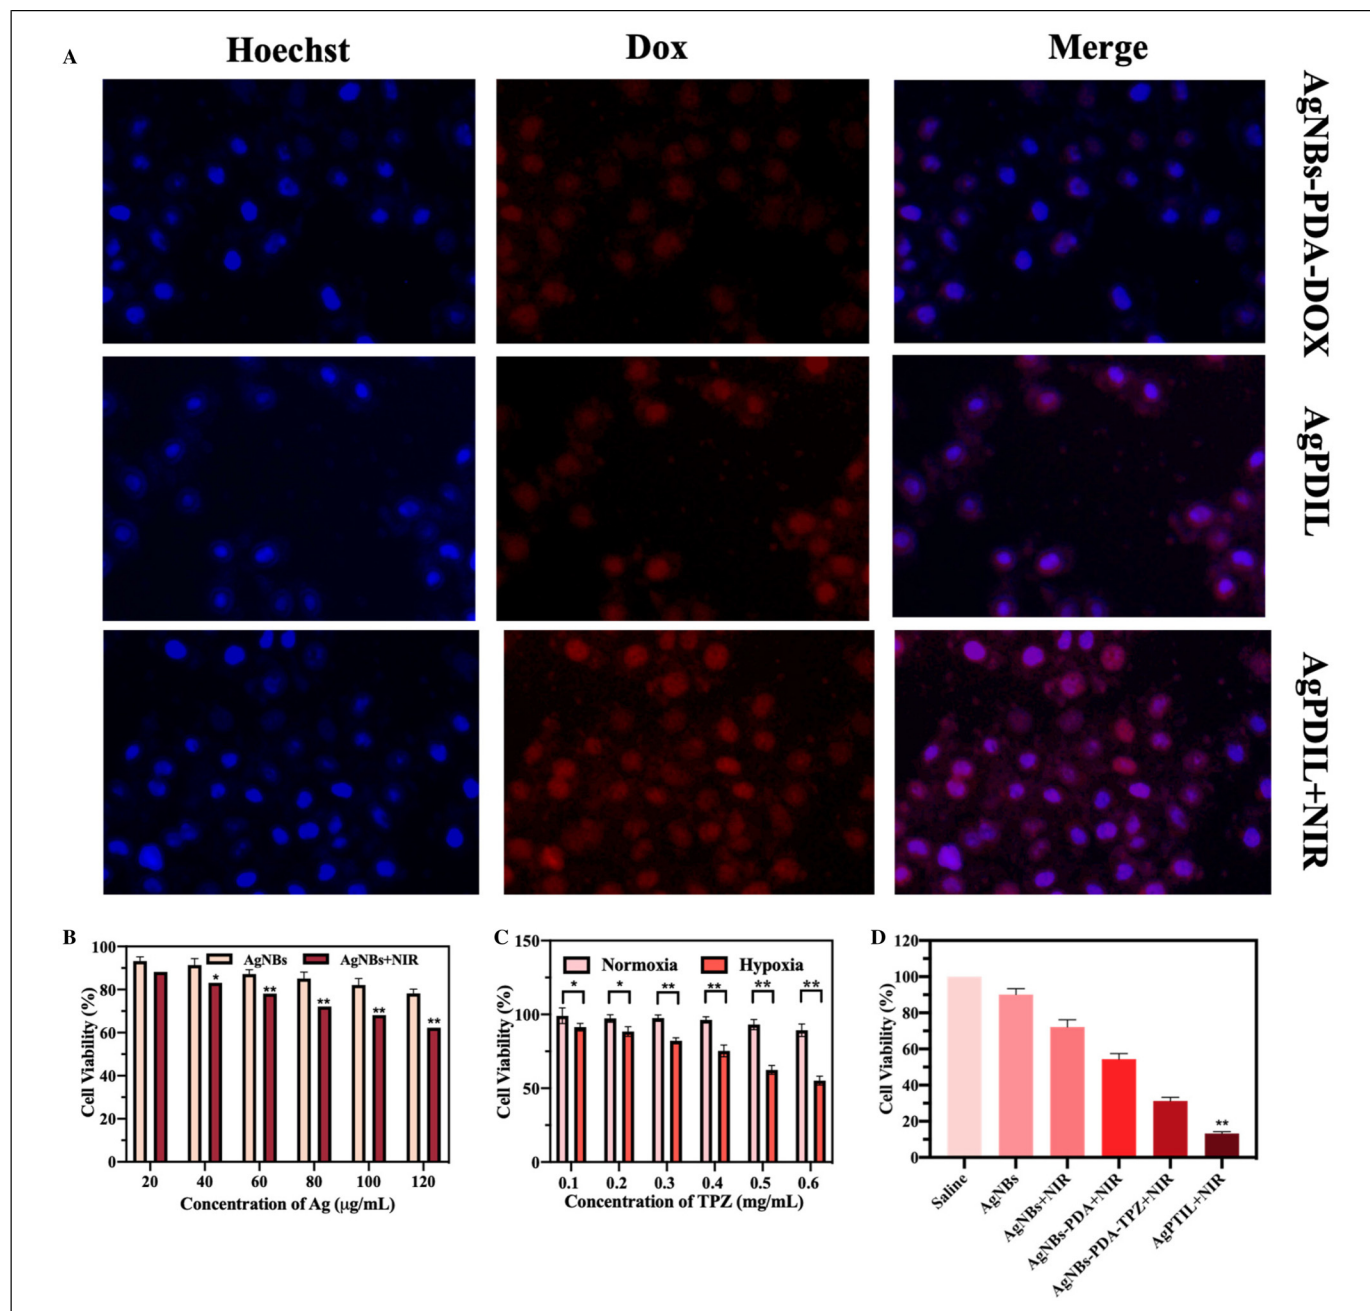 A
Hoechst
Dox
Merge
AgNBs-PDA-DOX
AgPDIL
AgPDIL+NIR
B
Cell Viability (%)
100
80
60
40
20
0
AgNBs
AgNBs+NIR
*
**
**
**
**
20
40
60
80
100
120
Concentration of Ag (μg/mL)
C
Cell Viability (%)
150
100
50
0
Normoxia
Hypoxia
*
*
**
**
**
**
0.1
0.2
0.3
0.4
0.5
0.6
Concentration of TPZ (mg/mL)
D
Cell Viability (%)
120
100
80
60
40
20
0
**
Saline
AgNBs
AgNBs+NIR
AgNBs-PDA+NIR
AgNBs-PDA-TPZ+NIR
AgPTIL+NIR